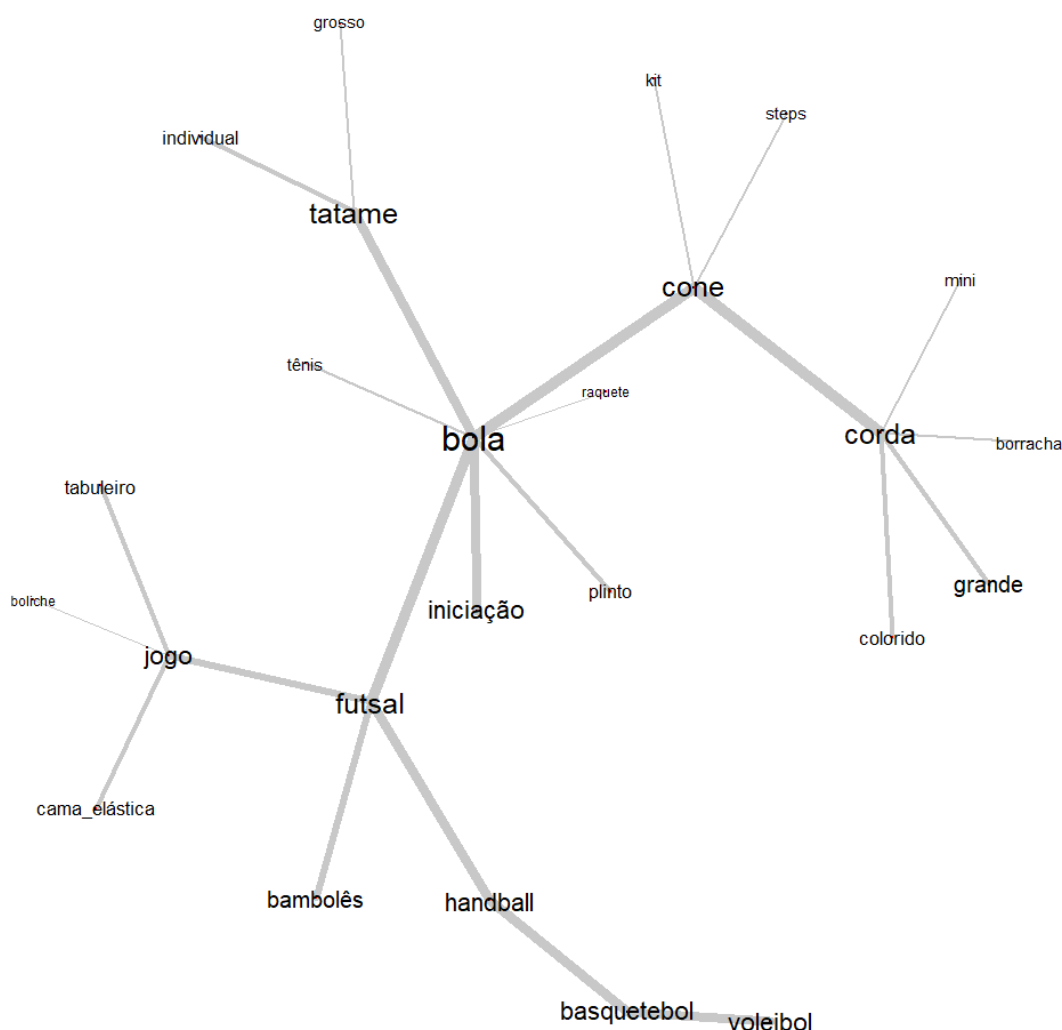 grosso
kit
steps
individual
tatame
mini
cone
tênis
raquete
bola
corda
borracha
tabuleiro
grande
plinto
boliche
iniciação
colorido
jogo
futsal
cama_elástica
bambolês
handball
basquetebol
voleibol